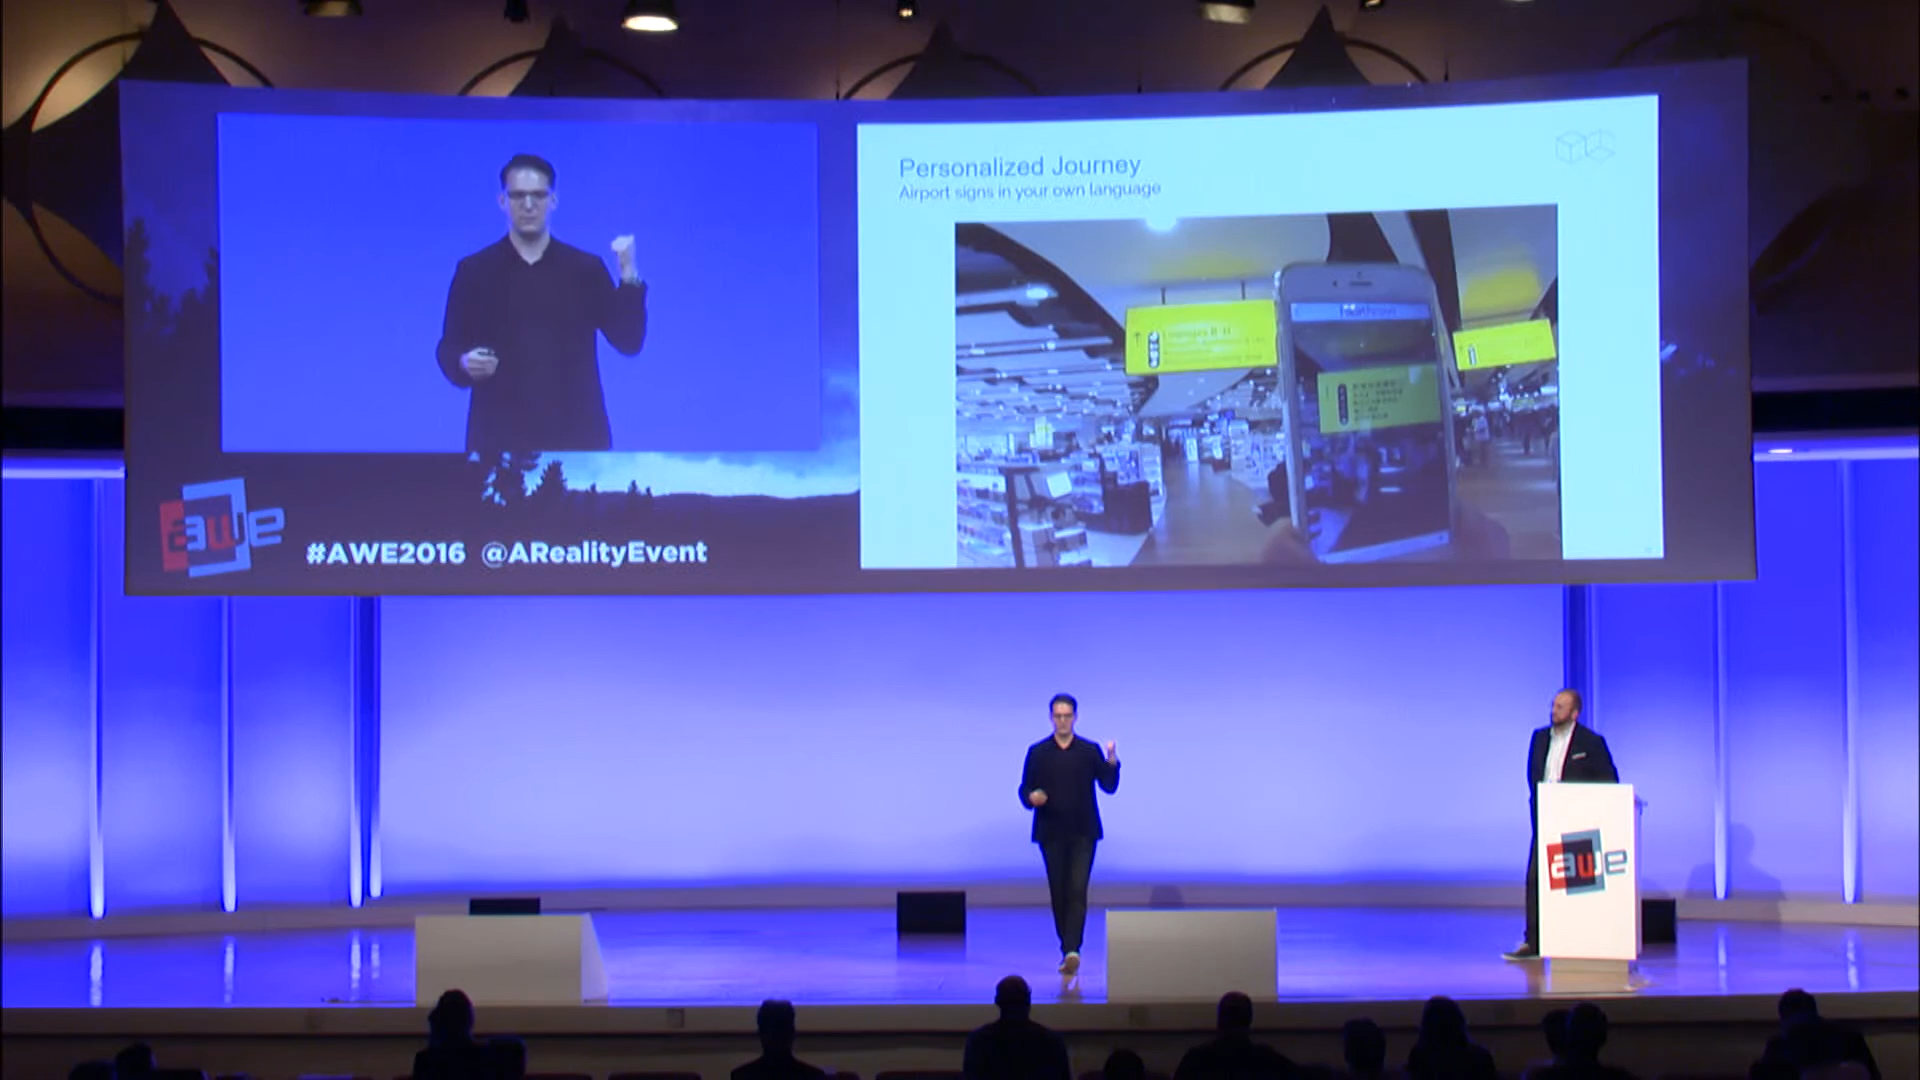 Personalized Journey
Airport signs in your own language
awe
#AWE2016 @ARealityEvent
awe